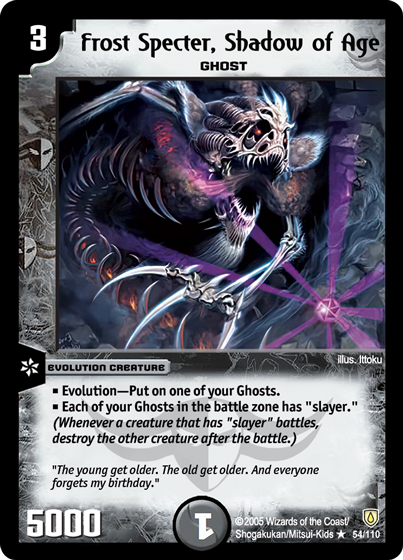 3
Frost Specter, Shadow of Age
GHOST
illus. Ittoku
EVOLUTION CREATURE
▪ Evolution—Put on one of your Ghosts.
▪ Each of your Ghosts in the battle zone has "slayer."
(Whenever a creature that has "slayer" battles,
destroy the other creature after the battle.)
"The young get older. The old get older. And everyone
forgets my birthday."
5000
1
©2005 Wizards of the Coast/
Shogakukan/Mitsui-Kids ★ 54/110